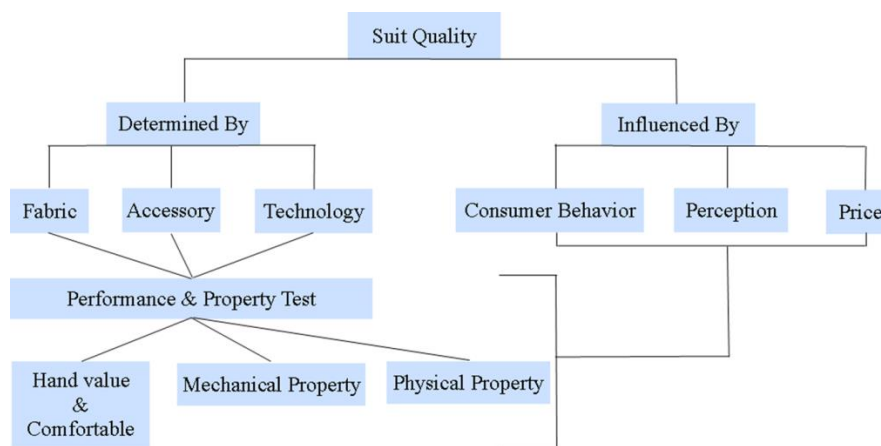 Suit Quality
Determined By
Influenced By
Fabric
Accessory
Technology
Consumer Behavior
Perception
Price
Performance & Property Test
Hand value
&
Comfortable
Mechanical Property
Physical Property